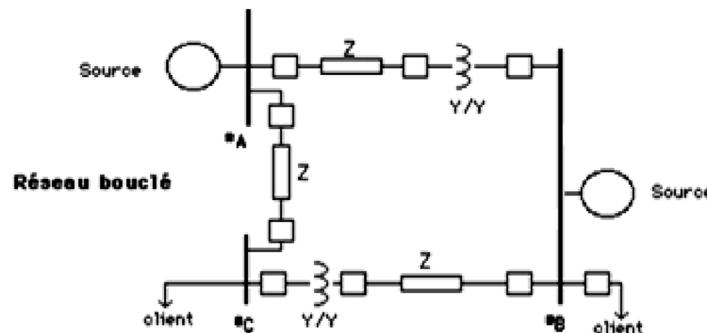 Z
Source
Y/Y
#A
Z
Réseau bouclé
Source
Z
client
#C
Y/Y
#B
client